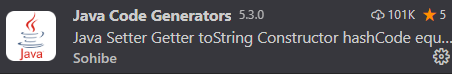 Java Code Generators 5.3.0 101K 5
Java Setter Getter toString Constructor hashCode equ...
Java
Sohibe